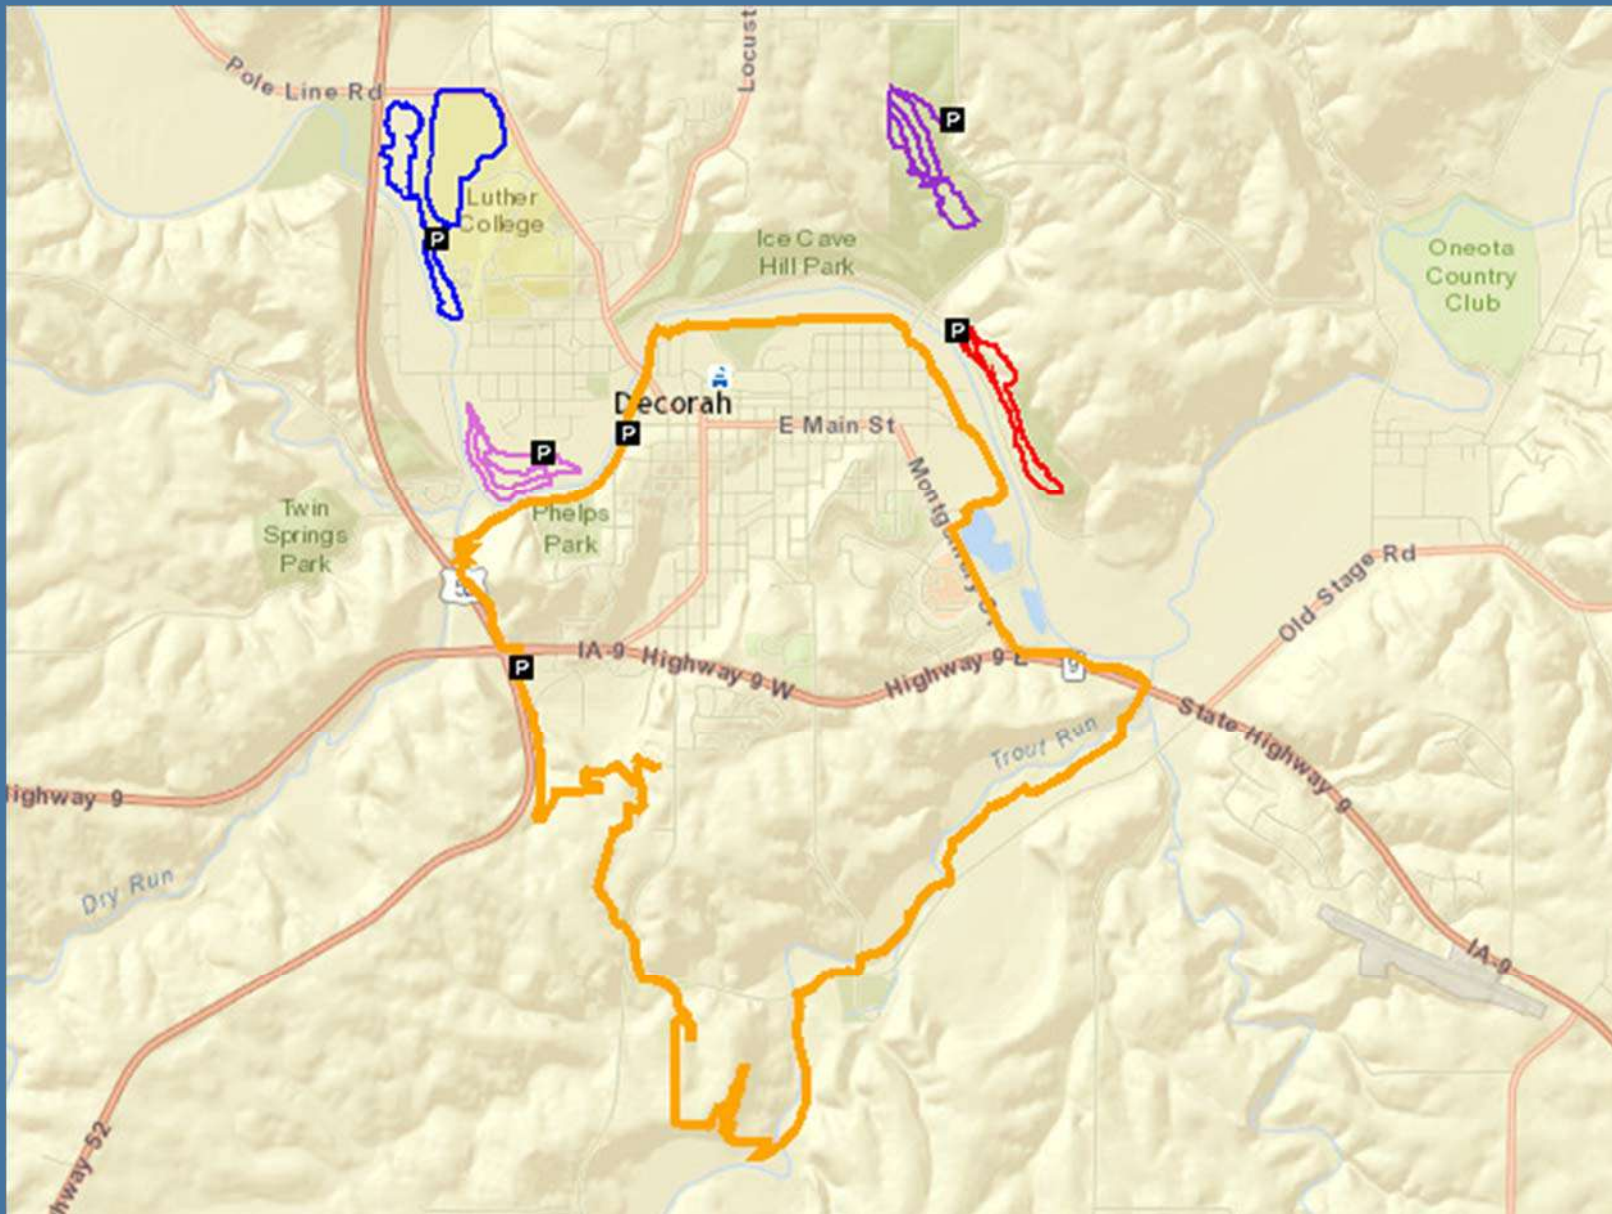 Locust
Pole Line Rd
P
Luther
College
P
Ice Cave
Hill Park
Oneota
Country
Club
P
Decorah
P
E Main St
P
Montgomery St
Twin
Springs
Park
Phelps
Park
Old Stage Rd
IA-9 Highway 9 W
Highway 9 E
9
P
State Highway 9
Trout Run
Highway 9
Dry Run
IA-9
hway 52